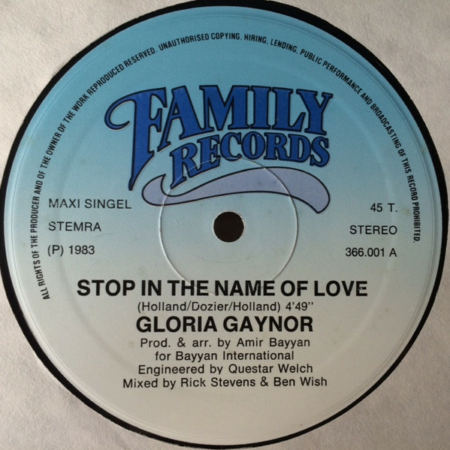 ALL RIGHTS OF THE PRODUCER AND OF THE OWNER OF THE WORK REPRODUCED RESERVED. UNAUTHORISED COPYING, HIRING, LENDING, PUBLIC PERFORMANCE AND BROADCASTING OF THIS RECORD PROHIBITED.
FAMILY
RECORDS
MAXI SINGEL
STEMRA
(P) 1983
45 T.
STEREO
366.001 A
STOP IN THE NAME OF LOVE
(Holland/Dozier/Holland) 4'49"
GLORIA GAYNOR
Prod. & arr. by Amir Bayyan
for Bayyan International
Engineered by Questar Welch
Mixed by Rick Stevens & Ben Wish